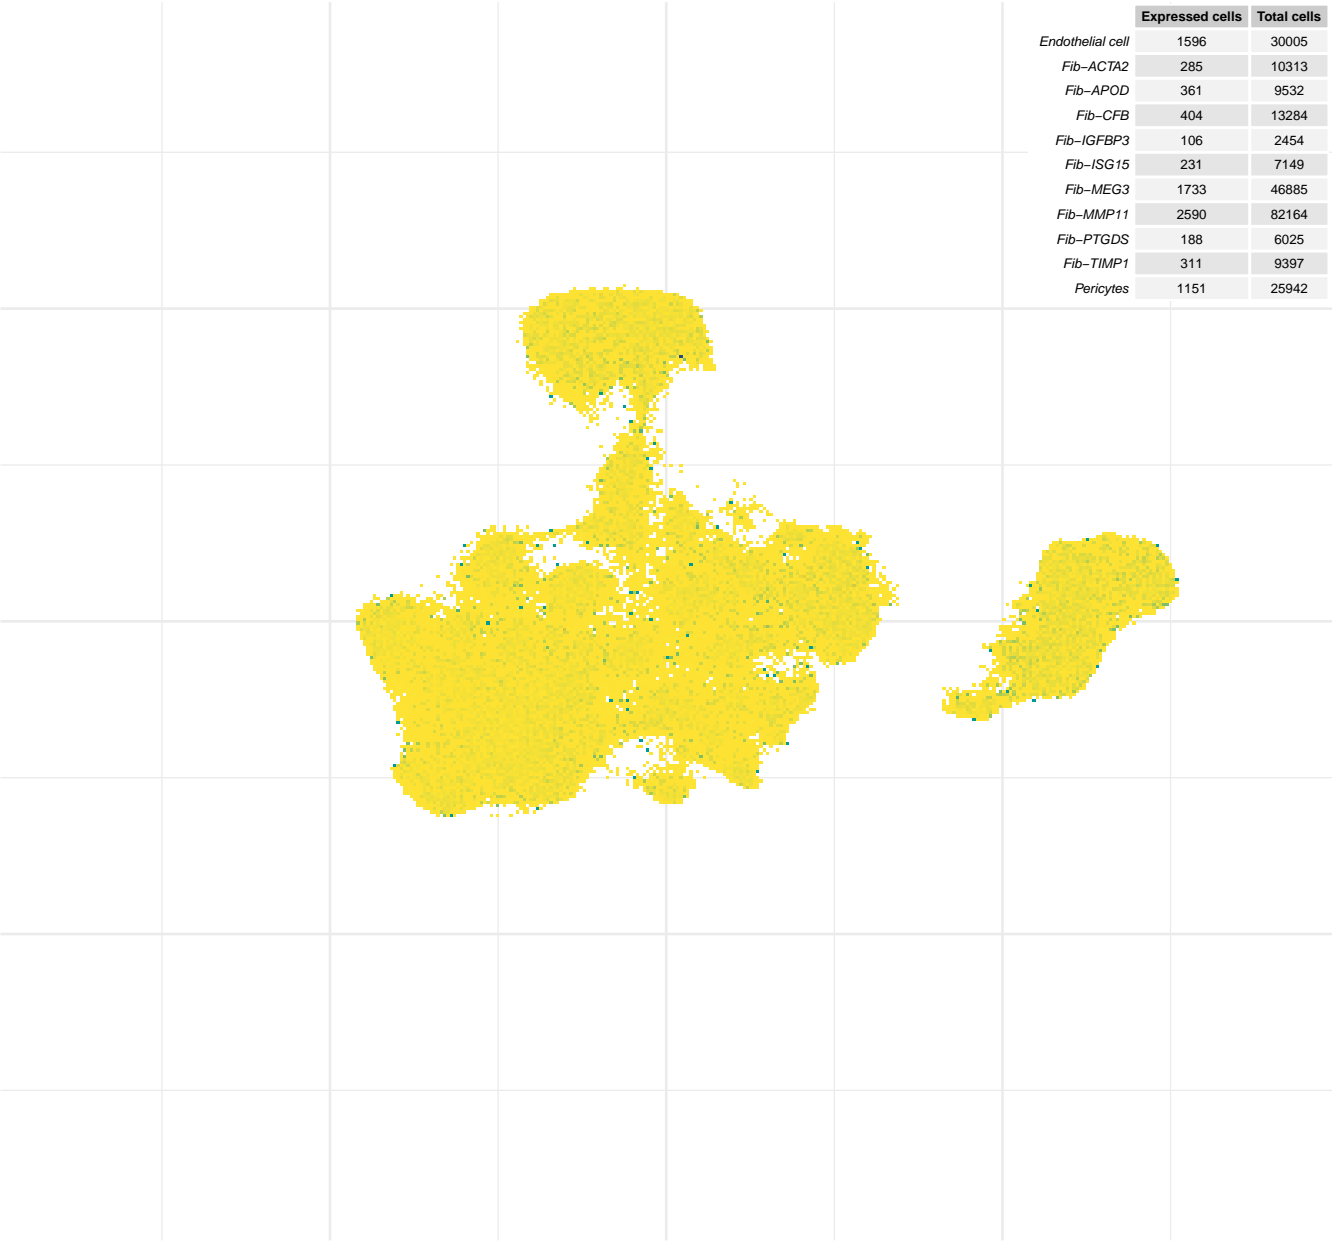 Expressed cells Total cells
Endothelial cell 1596 30005
Fib−ACTA2 285 10313
Fib−APOD 361 9532
Fib−CFB 404 13284
Fib−IGFBP3 106 2454
Fib−ISG15 231 7149
Fib−MEG3 1733 46885
Fib−MMP11 2590 82164
Fib−PTGDS 188 6025
Fib−TIMP1 311 9397
Pericytes 1151 25942